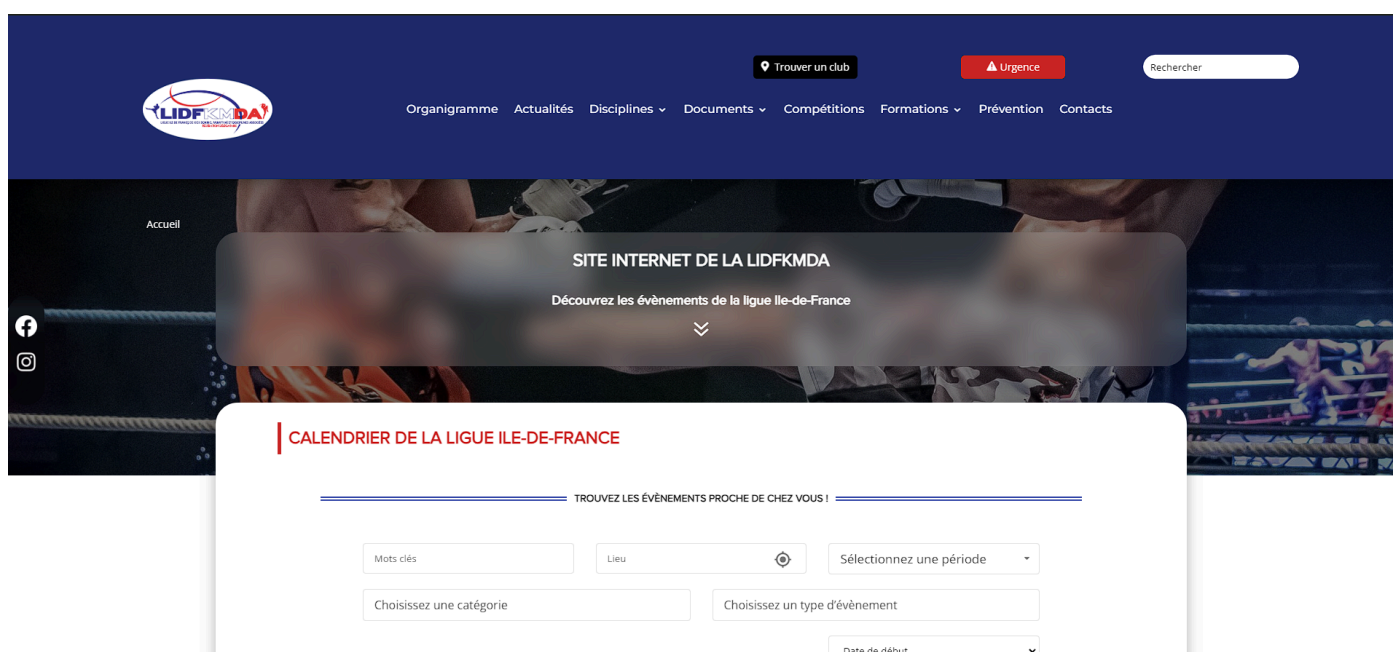 Trouver un club
Urgence
Rechercher
LIDFKMDA
Organigramme Actualités Disciplines Documents Compétitions Formations Prévention Contacts
Accueil
SITE INTERNET DE LA LIDFKMDA
Découvrez les évènements de la ligue Ile-de-France
CALENDRIER DE LA LIGUE ILE-DE-FRANCE
TROUVEZ LES ÉVÈNEMENTS PROCHE DE CHEZ VOUS !
Mots clés
Lieu
Sélectionnez une période
Choisissez une catégorie
Choisissez un type d'évènement
Date de début